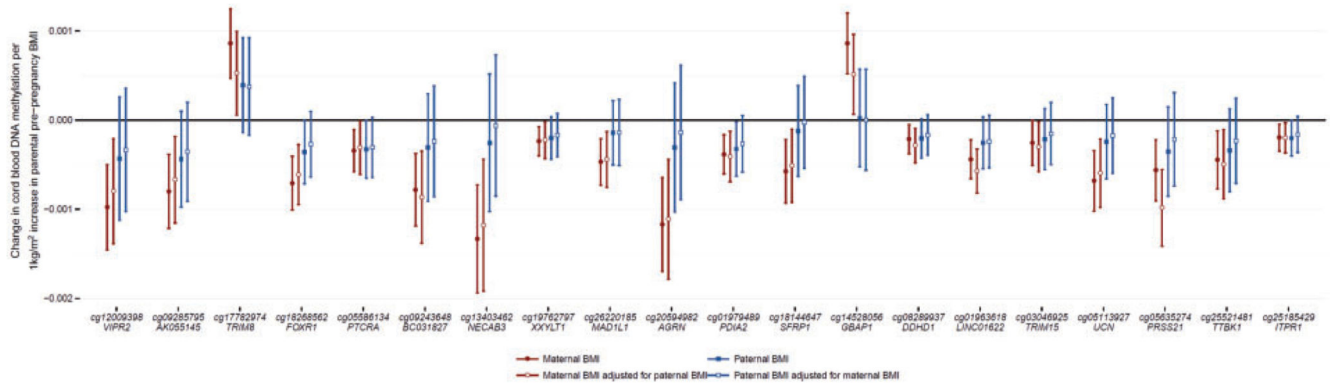 Change in cord blood DNA methylation per
1kg/m² increase in parental pre−pregnancy BMI
0.001
0.000
−0.001
−0.002
cg12009398 cg09285795 cg17782974 cg18268562 cg05586134 cg09243648 cg13403462 cg19762797 cg26220185 cg20594982 cg01979489 cg18144647 cg14528056 cg08289937 cg01963618 cg03046925 cg05113927 cg05635274 cg25521481 cg25185429
VIPR2 AK055145 TRIM8 FOXR1 PTCRA BC031827 NECAB3 XXYLT1 MAD1L1 AGRN PDIA2 SFRP1 GBAP1 DDHD1 LINC01622 TRIM15 UCN PRSS21 TTBK1 ITPR1
Maternal BMI Paternal BMI
Maternal BMI adjusted for paternal BMI Paternal BMI adjusted for maternal BMI